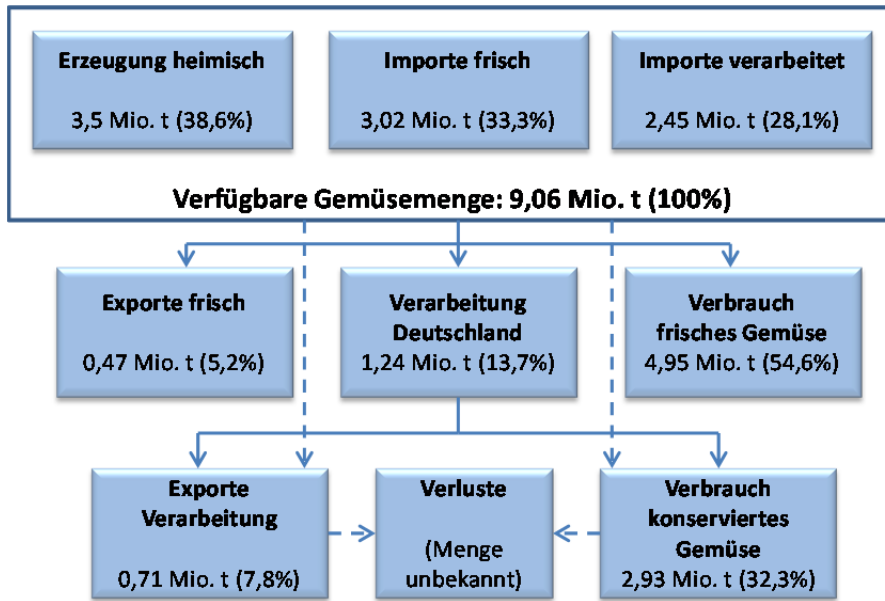 Erzeugung heimisch
3,5 Mio. t (38,6%)
Importe frisch
3,02 Mio. t (33,3%)
Importe verarbeitet
2,45 Mio. t (28,1%)
Verfügbare Gemüsemenge: 9,06 Mio. t (100%)
Exporte frisch
0,47 Mio. t (5,2%)
Verarbeitung
Deutschland
1,24 Mio. t (13,7%)
Verbrauch
frisches Gemüse
4,95 Mio. t (54,6%)
Exporte
Verarbeitung
0,71 Mio. t (7,8%)
Verluste
(Menge
unbekannt)
Verbrauch
konserviertes
Gemüse
2,93 Mio. t (32,3%)